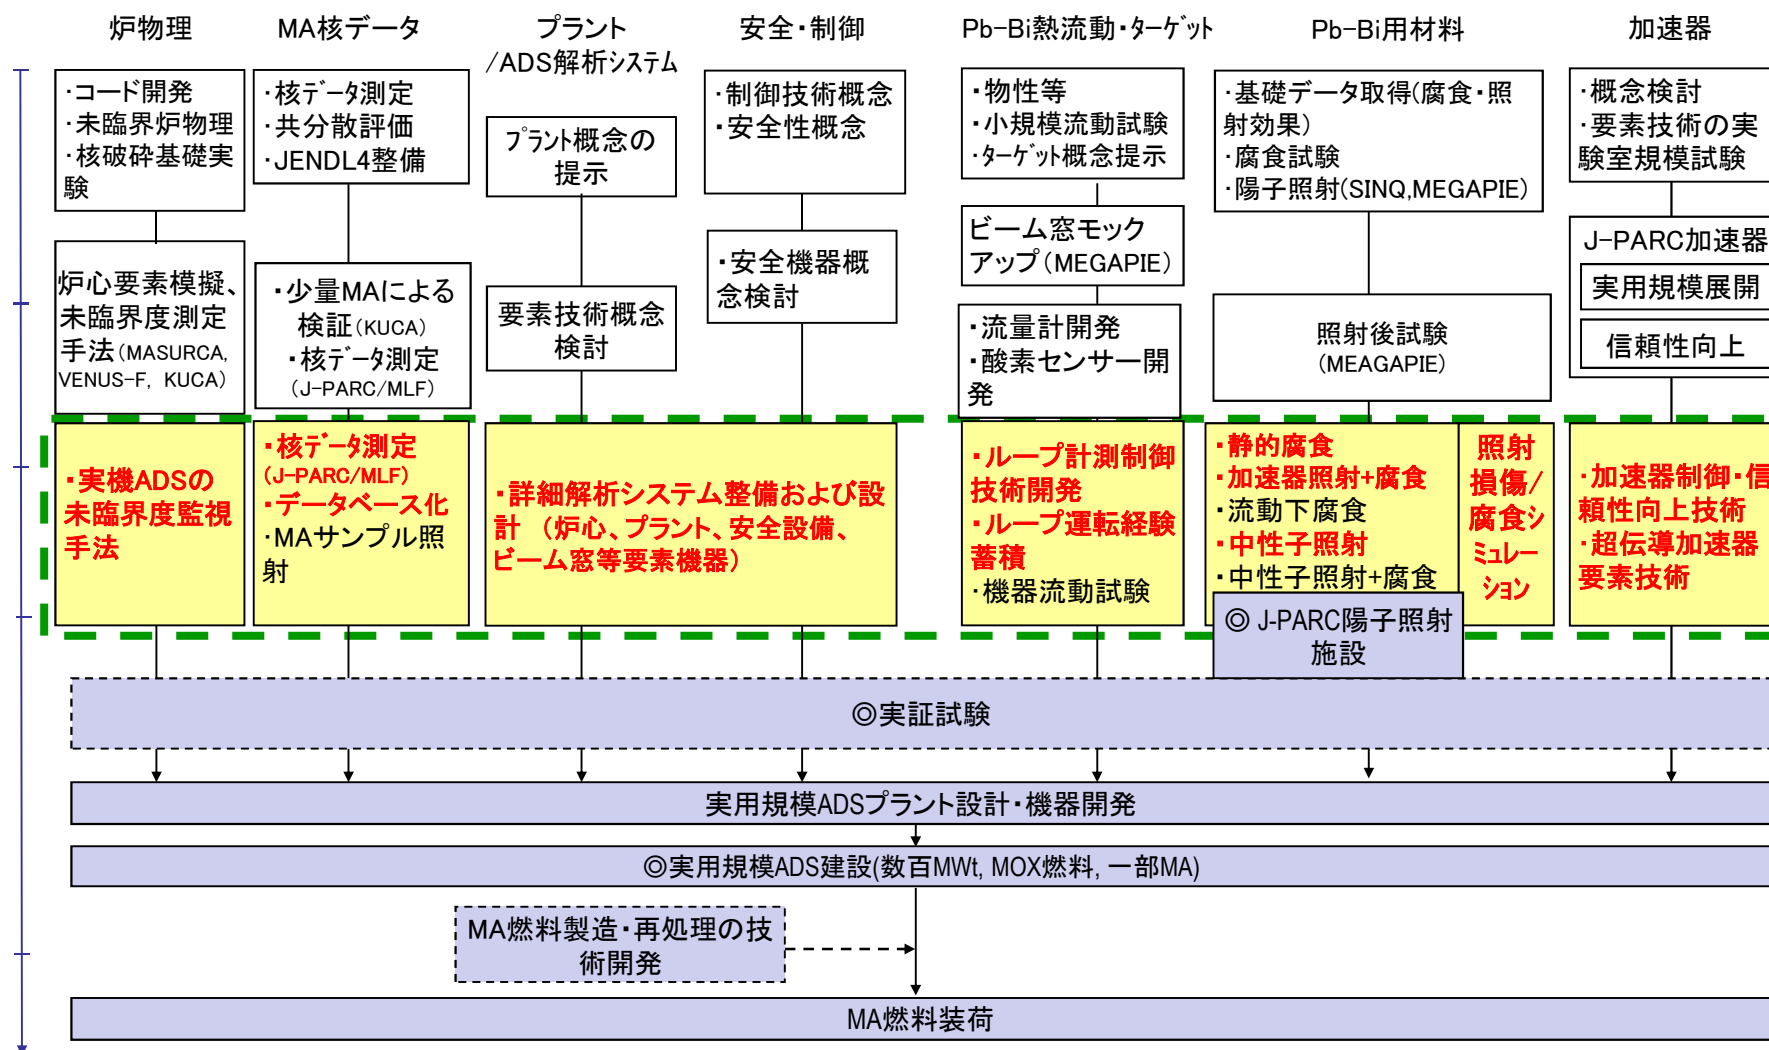 炉物理
MA核データ
プラント
/ADS解析システム
安全・制御
Pb-Bi熱流動・ターゲット
Pb-Bi用材料
加速器
・コード開発
・未臨界炉物理
・核破砕基礎実
験
・核データ測定
・共分散評価
・JENDL4整備
プラント概念の
提示
・制御技術概念
・安全性概念
・物性等
・小規模流動試験
・ターゲット概念提示
・基礎データ取得(腐食・照
射効果)
・腐食試験
・陽子照射(SINQ,MEGAPIE)
・概念検討
・要素技術の実
験室規模試験
炉心要素模擬、
未臨界度測定
手法(MASURCA,
VENUS-F, KUCA)
・少量MAによる
検証(KUCA)
・核データ測定
(J-PARC/MLF)
要素技術概念
検討
・安全機器概
念検討
ビーム窓モック
アップ(MEGAPIE)
・流量計開発
・酸素センサー開
発
照射後試験
(MEAGAPIE)
J-PARC加速器
実用規模展開
信頼性向上
・実機ADSの
未臨界度監視
手法
・核データ測定
(J-PARC/MLF)
・データベース化
・MAサンプル照
射
・詳細解析システム整備および設
計 (炉心、プラント、安全設備、
ビーム窓等要素機器)
・ループ計測制御
技術開発
・ループ運転経験
蓄積
・機器流動試験
・静的腐食
・加速器照射+腐食
・流動下腐食
・中性子照射
・中性子照射+腐食
照射
損傷/
腐食シ
ミュレー
ション
・加速器制御・信
頼性向上技術
・超伝導加速器
要素技術
◎ J-PARC陽子照射
施設
◎実証試験
実用規模ADSプラント設計・機器開発
◎実用規模ADS建設(数百MWt, MOX燃料, 一部MA)
MA燃料製造・再処理の技
術開発
MA燃料装荷